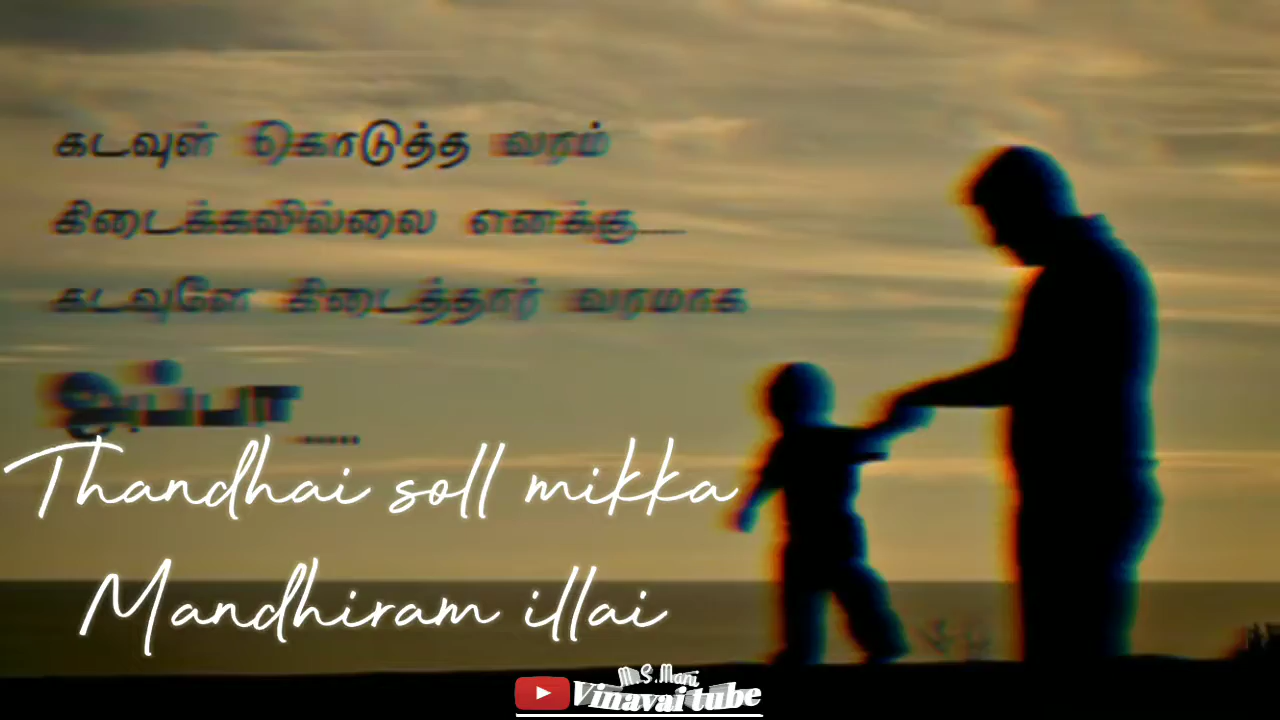 கடவுள் கொடுத்த வரம்
கிடைக்கவில்லை எனக்கு....
கடவுளே கிடைத்தார் வரமாக
அப்பா....
Thandhai soll mikka
Mandhiram illai
M.S.Mani
Vinavai tube